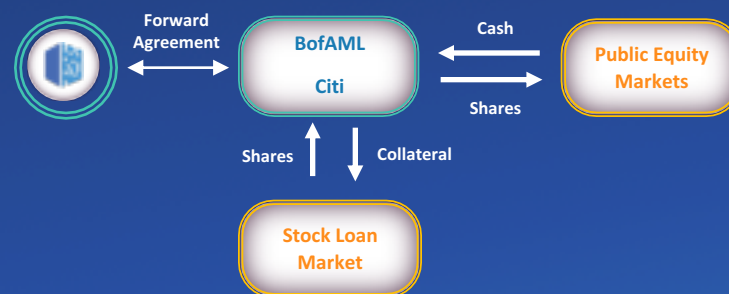 Forward
Agreement
BofAML
Citi
Cash
Public Equity
Markets
Shares
Shares
Collateral
Stock Loan
Market